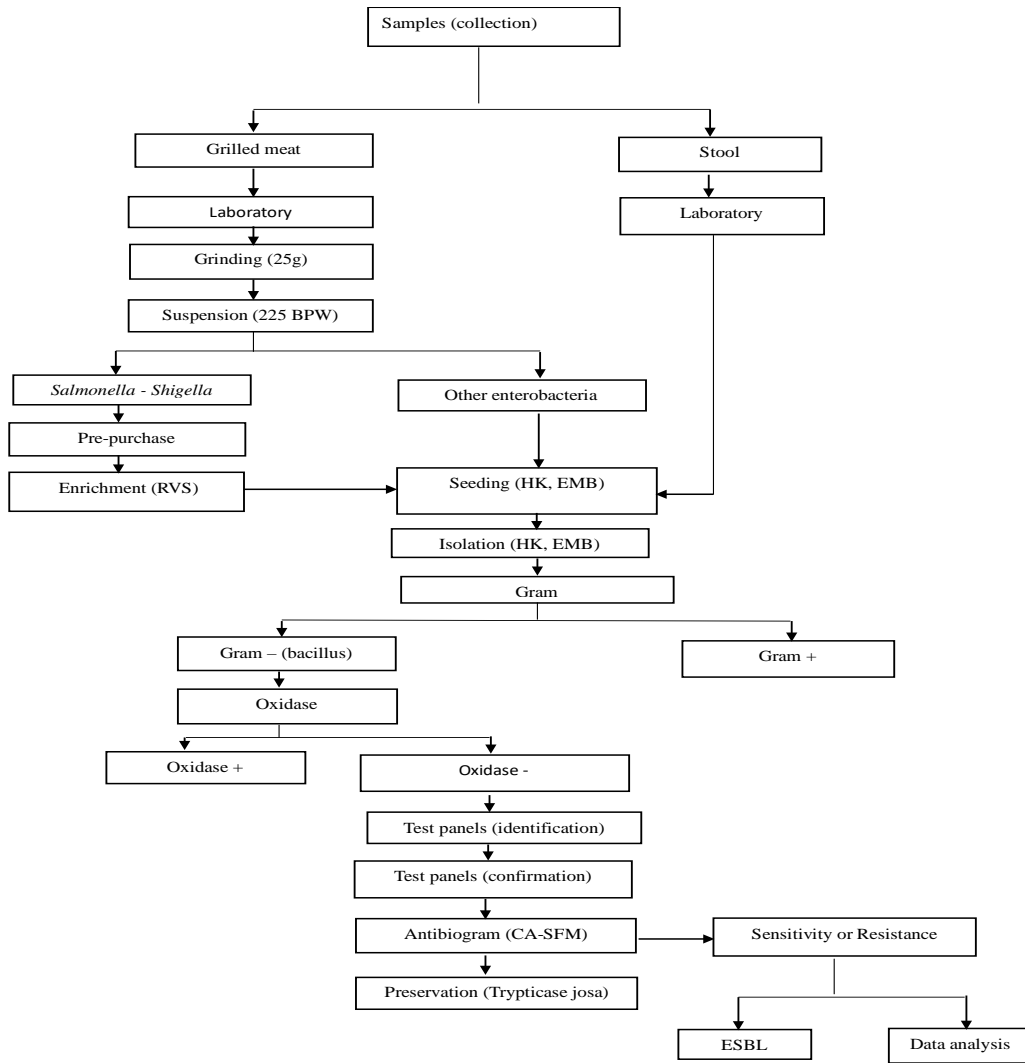 Samples (collection)
Grilled meat
Stool
Laboratory
Laboratory
Grinding (25g)
Suspension (225 BPW)
Salmonella - Shigella
Other enterobacteria
Pre-purchase
Enrichment (RVS)
Seeding (HK, EMB)
Isolation (HK, EMB)
Gram
Gram – (bacillus)
Gram +
Oxidase
Oxidase +
Oxidase -
Test panels (identification)
Test panels (confirmation)
Antibiogram (CA-SFM)
Sensitivity or Resistance
Preservation (Trypticase josa)
ESBL
Data analysis